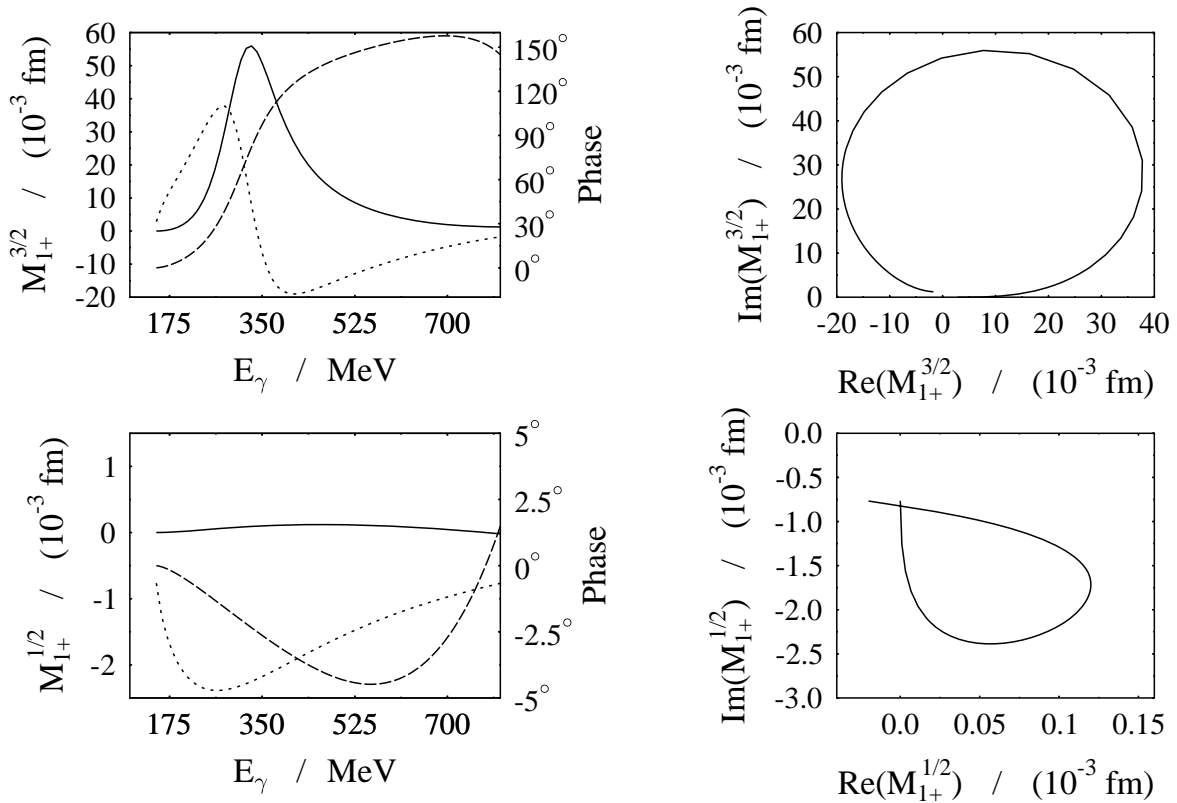 M_{1+}^{3/2} / (10^{-3} fm)
60
50
40
30
20
10
0
-10
-20
150°
120°
90°
60°
30°
0°
Phase
175 350 525 700
E_γ / MeV
Im(M_{1+}^{3/2}) / (10^{-3} fm)
60
50
40
30
20
10
0
-20 -10 0 10 20 30 40
Re(M_{1+}^{3/2}) / (10^{-3} fm)
M_{1+}^{1/2} / (10^{-3} fm)
1
0
-1
-2
5°
2.5°
0°
-2.5°
-5°
Phase
175 350 525 700
E_γ / MeV
Im(M_{1+}^{1/2}) / (10^{-3} fm)
0.0
-0.5
-1.0
-1.5
-2.0
-2.5
-3.0
0.0 0.05 0.1 0.15
Re(M_{1+}^{1/2}) / (10^{-3} fm)